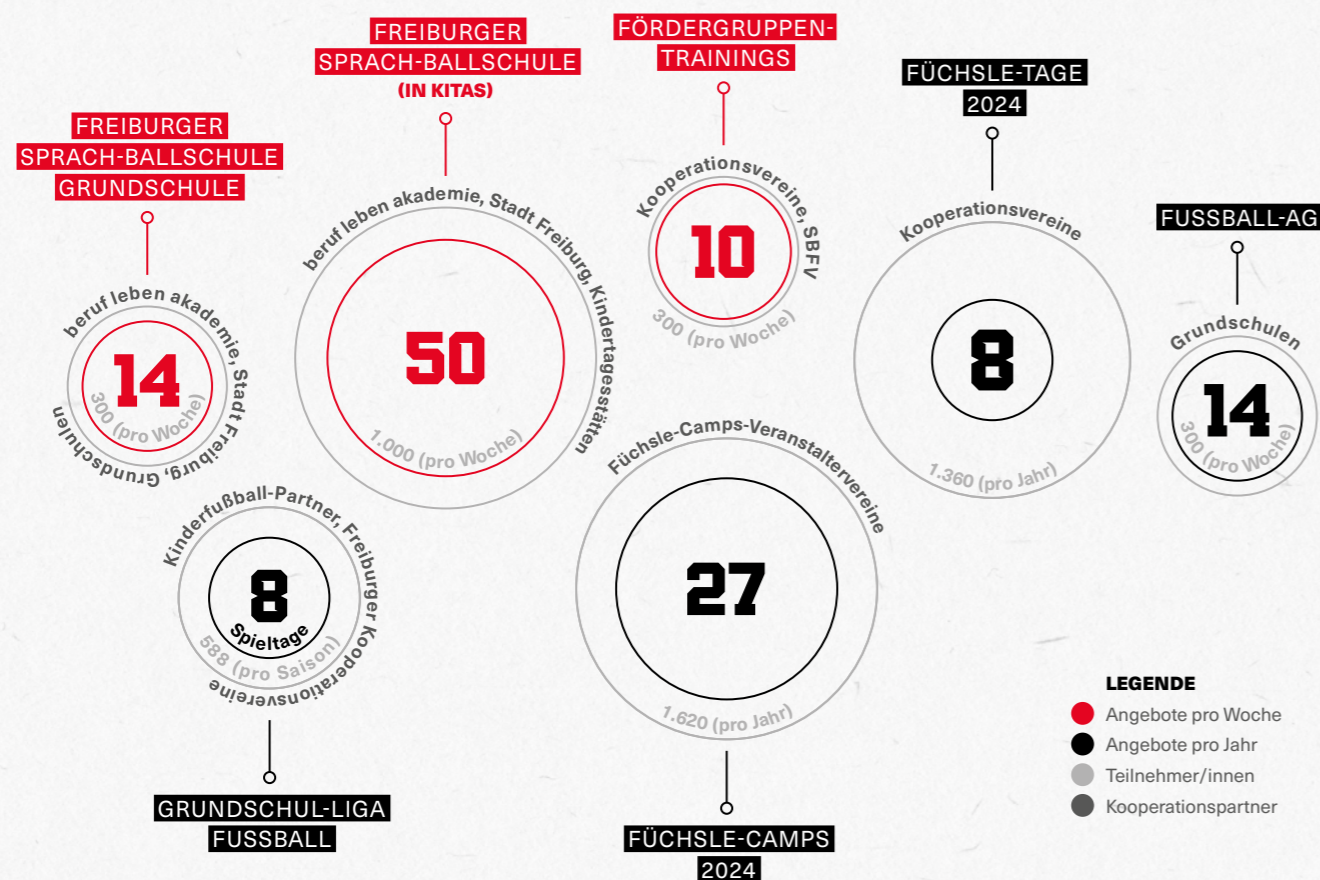 FREIBURGER
SPRACH-BALLSCHULE
GRUNDSCHULE
beruf leben akademie, Stadt Freiburg, Grundschulen
14
300 (pro Woche)
FREIBURGER
SPRACH-BALLSCHULE
(IN KITAS)
beruf leben akademie, Stadt Freiburg, Kindertagesstätten
50
1.000 (pro Woche)
FÖRDERGRUPPEN-
TRAININGS
Kooperationsvereine, SBFV
10
300 (pro Woche)
FÜCHSLE-TAGE
2024
Kooperationsvereine
8
1.360 (pro Jahr)
FUSSBALL-AG
Grundschulen
14
300 (pro Woche)
Kinderfußball-Partner, Freiburger Kooperationsvereine
8
Spieltage
588 (pro Saison)
GRUNDSCHUL-LIGA
FUSSBALL
Füchsle-Camps-Veranstaltervereine
27
1.620 (pro Jahr)
FÜCHSLE-CAMPS
2024
LEGENDE
Angebote pro Woche
Angebote pro Jahr
Teilnehmer/innen
Kooperationspartner